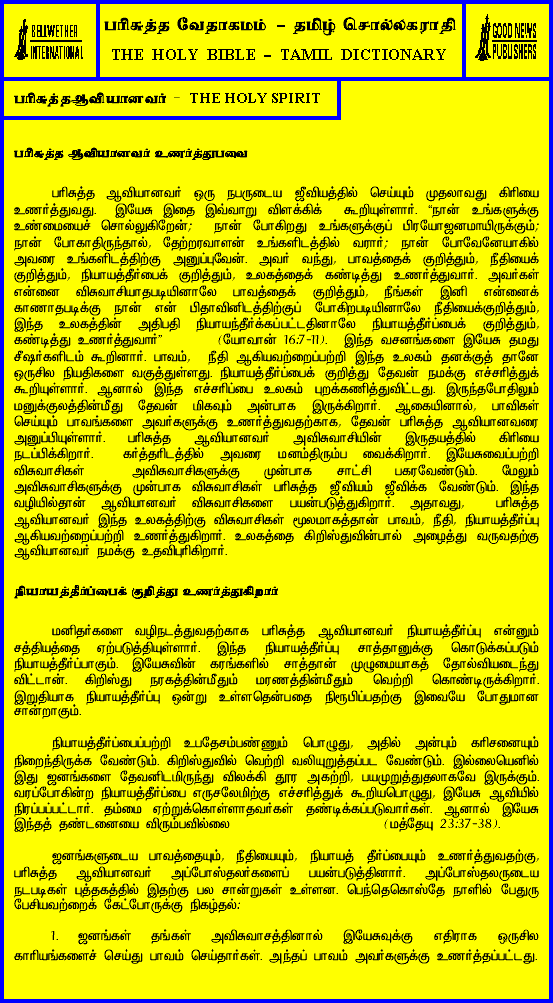 BELLWETHER
INTERNATIONAL
பரிசுத்த வேதாகமம் – தமிழ் சொல்லகராதி
THE HOLY BIBLE – TAMIL DICTIONARY
GOOD NEWS
PUBLISHERS
பரிசுத்தஆவியானவர் – THE HOLY SPIRIT
பரிசுத்த ஆவியானவர் உணர்த்துபவை
பரிசுத்த ஆவியானவர் ஒரு நபருடைய ஜீவியத்தில் செய்யும் முதலாவது கிரியை
உணர்த்துவது. இயேசு இதை இவ்வாறு விளக்கிக் கூறியுள்ளார். “நான் உங்களுக்கு
உண்மையைச் சொல்லுகிறேன்; நான் போகிறது உங்களுக்குப் பிரயோஜனமாயிருக்கும்;
நான் போகாதிருந்தால், தேற்றரவாளன் உங்களிடத்தில் வரார்; நான் போவேனேயாகில்
அவரை உங்களிடத்திற்கு அனுப்புவேன். அவர் வந்து, பாவத்தைக் குறித்தும், நீதியைக்
குறித்தும், நியாயத்தீர்ப்பைக் குறித்தும், உலகத்தைக் கண்டித்து உணர்த்துவார். அவர்கள்
என்னை விசுவாசியாதபடியினாலே பாவத்தைக் குறித்தும், நீங்கள் இனி என்னைக்
காணாதபடிக்கு நான் என் பிதாவினிடத்திற்குப் போகிறபடியினாலே நீதியைக்குறித்தும்,
இந்த உலகத்தின் அதிபதி நியாயந்தீர்க்கப்பட்டதினாலே நியாயத்தீர்ப்பைக் குறித்தும்,
கண்டித்து உணர்த்துவார்” (யோவான் 16:7-11). இந்த வசனங்களை இயேசு தமது
சீஷர்களிடம் கூறினார். பாவம், நீதி ஆகியவற்றைப்பற்றி இந்த உலகம் தனக்குத் தானே
ஒருசில நியதிகளை வகுத்துள்ளது. நியாயத்தீர்ப்பைக் குறித்து தேவன் நமக்கு எச்சரித்துக்
கூறியுள்ளார். ஆனால் இந்த எச்சரிப்பை உலகம் புறக்கணித்துவிட்டது. இருந்தபோதிலும்
மனுக்குலத்தின்மீது தேவன் மிகவும் அன்பாக இருக்கிறார். ஆகையினால், பாவிகள்
செய்யும் பாவங்களை அவர்களுக்கு உணர்த்துவதற்காக, தேவன் பரிசுத்த ஆவியானவரை
அனுப்பியுள்ளார். பரிசுத்த ஆவியானவர் அவிசுவாசியின் இருதயத்தில் கிரியை
நடப்பிக்கிறார். கர்த்தரிடத்தில் அவரை மனம்திரும்ப வைக்கிறார். இயேசுவைப்பற்றி
விசுவாசிகள் அவிசுவாசிகளுக்கு முன்பாக சாட்சி பகரவேண்டும். மேலும்
அவிசுவாசிகளுக்கு முன்பாக விசுவாசிகள் பரிசுத்த ஜீவியம் ஜீவிக்க வேண்டும். இந்த
வழியில்தான் ஆவியானவர் விசுவாசிகளை பயன்படுத்துகிறார். அதாவது, பரிசுத்த
ஆவியானவர் இந்த உலகத்திற்கு விசுவாசிகள் மூலமாகத்தான் பாவம், நீதி, நியாயத்தீர்ப்பு
ஆகியவற்றைப்பற்றி உணர்த்துகிறார். உலகத்தை கிறிஸ்துவின்பால் அழைத்து வருவதற்கு
ஆவியானவர் நமக்கு உதவிபுரிகிறார்.
நியாயத்தீர்ப்பைக் குறித்து உணர்த்துகிறார்
மனிதர்களை வழிநடத்துவதற்காக பரிசுத்த ஆவியானவர் நியாயத்தீர்ப்பு என்னும்
சத்தியத்தை ஏற்படுத்தியுள்ளார். இந்த நியாயத்தீர்ப்பு சாத்தானுக்கு கொடுக்கப்படும்
நியாயத்தீர்ப்பாகும். இயேசுவின் கரங்களில் சாத்தான் முழுமையாகத் தோல்வியடைந்து
விட்டான். கிறிஸ்து நரகத்தின்மீதும் மரணத்தின்மீதும் வெற்றி கொண்டிருக்கிறார்.
இறுதியாக நியாயத்தீர்ப்பு ஒன்று உள்ளதென்பதை நிரூபிப்பதற்கு இவையே போதுமான
சான்றாகும்.
நியாயத்தீர்ப்பைப்பற்றி உபதேசம்பண்ணும் பொழுது, அதில் அன்பும் கரிசனையும்
நிறைந்திருக்க வேண்டும். கிறிஸ்துவில் வெற்றி வலியுறுத்தப்பட வேண்டும். இல்லையெனில்
இது ஜனங்களை தேவனிடமிருந்து விலக்கி தூர அகற்றி, பயமுறுத்துதலாகவே இருக்கும்.
வரப்போகின்ற நியாயத்தீர்ப்பை எருசலேமிற்கு எச்சரித்துக் கூறியபொழுது, இயேசு ஆவியில்
நிரப்பப்பட்டார். தம்மை ஏற்றுக்கொள்ளாதவர்கள் தண்டிக்கப்படுவார்கள். ஆனால் இயேசு
இந்தத் தண்டனையை விரும்பவில்லை (மத்தேயு 23:37-38).
ஜனங்களுடைய பாவத்தையும், நீதியையும், நியாயத் தீர்ப்பையும் உணர்த்துவதற்கு,
பரிசுத்த ஆவியானவர் அப்போஸ்தலர்களைப் பயன்படுத்தினார். அப்போஸ்தலருடைய
நடபடிகள் புத்தகத்தில் இதற்கு பல சான்றுகள் உள்ளன. பெந்தெகொஸ்தே நாளில் பேதுரு
பேசியவற்றைக் கேட்போருக்கு நிகழ்தல்:
1. ஜனங்கள் தங்கள் அவிசுவாசத்தினால் இயேசுவுக்கு எதிராக ஒருசில
காரியங்களைச் செய்து பாவம் செய்தார்கள். அந்தப் பாவம் அவர்களுக்கு உணர்த்தப்பட்டது.